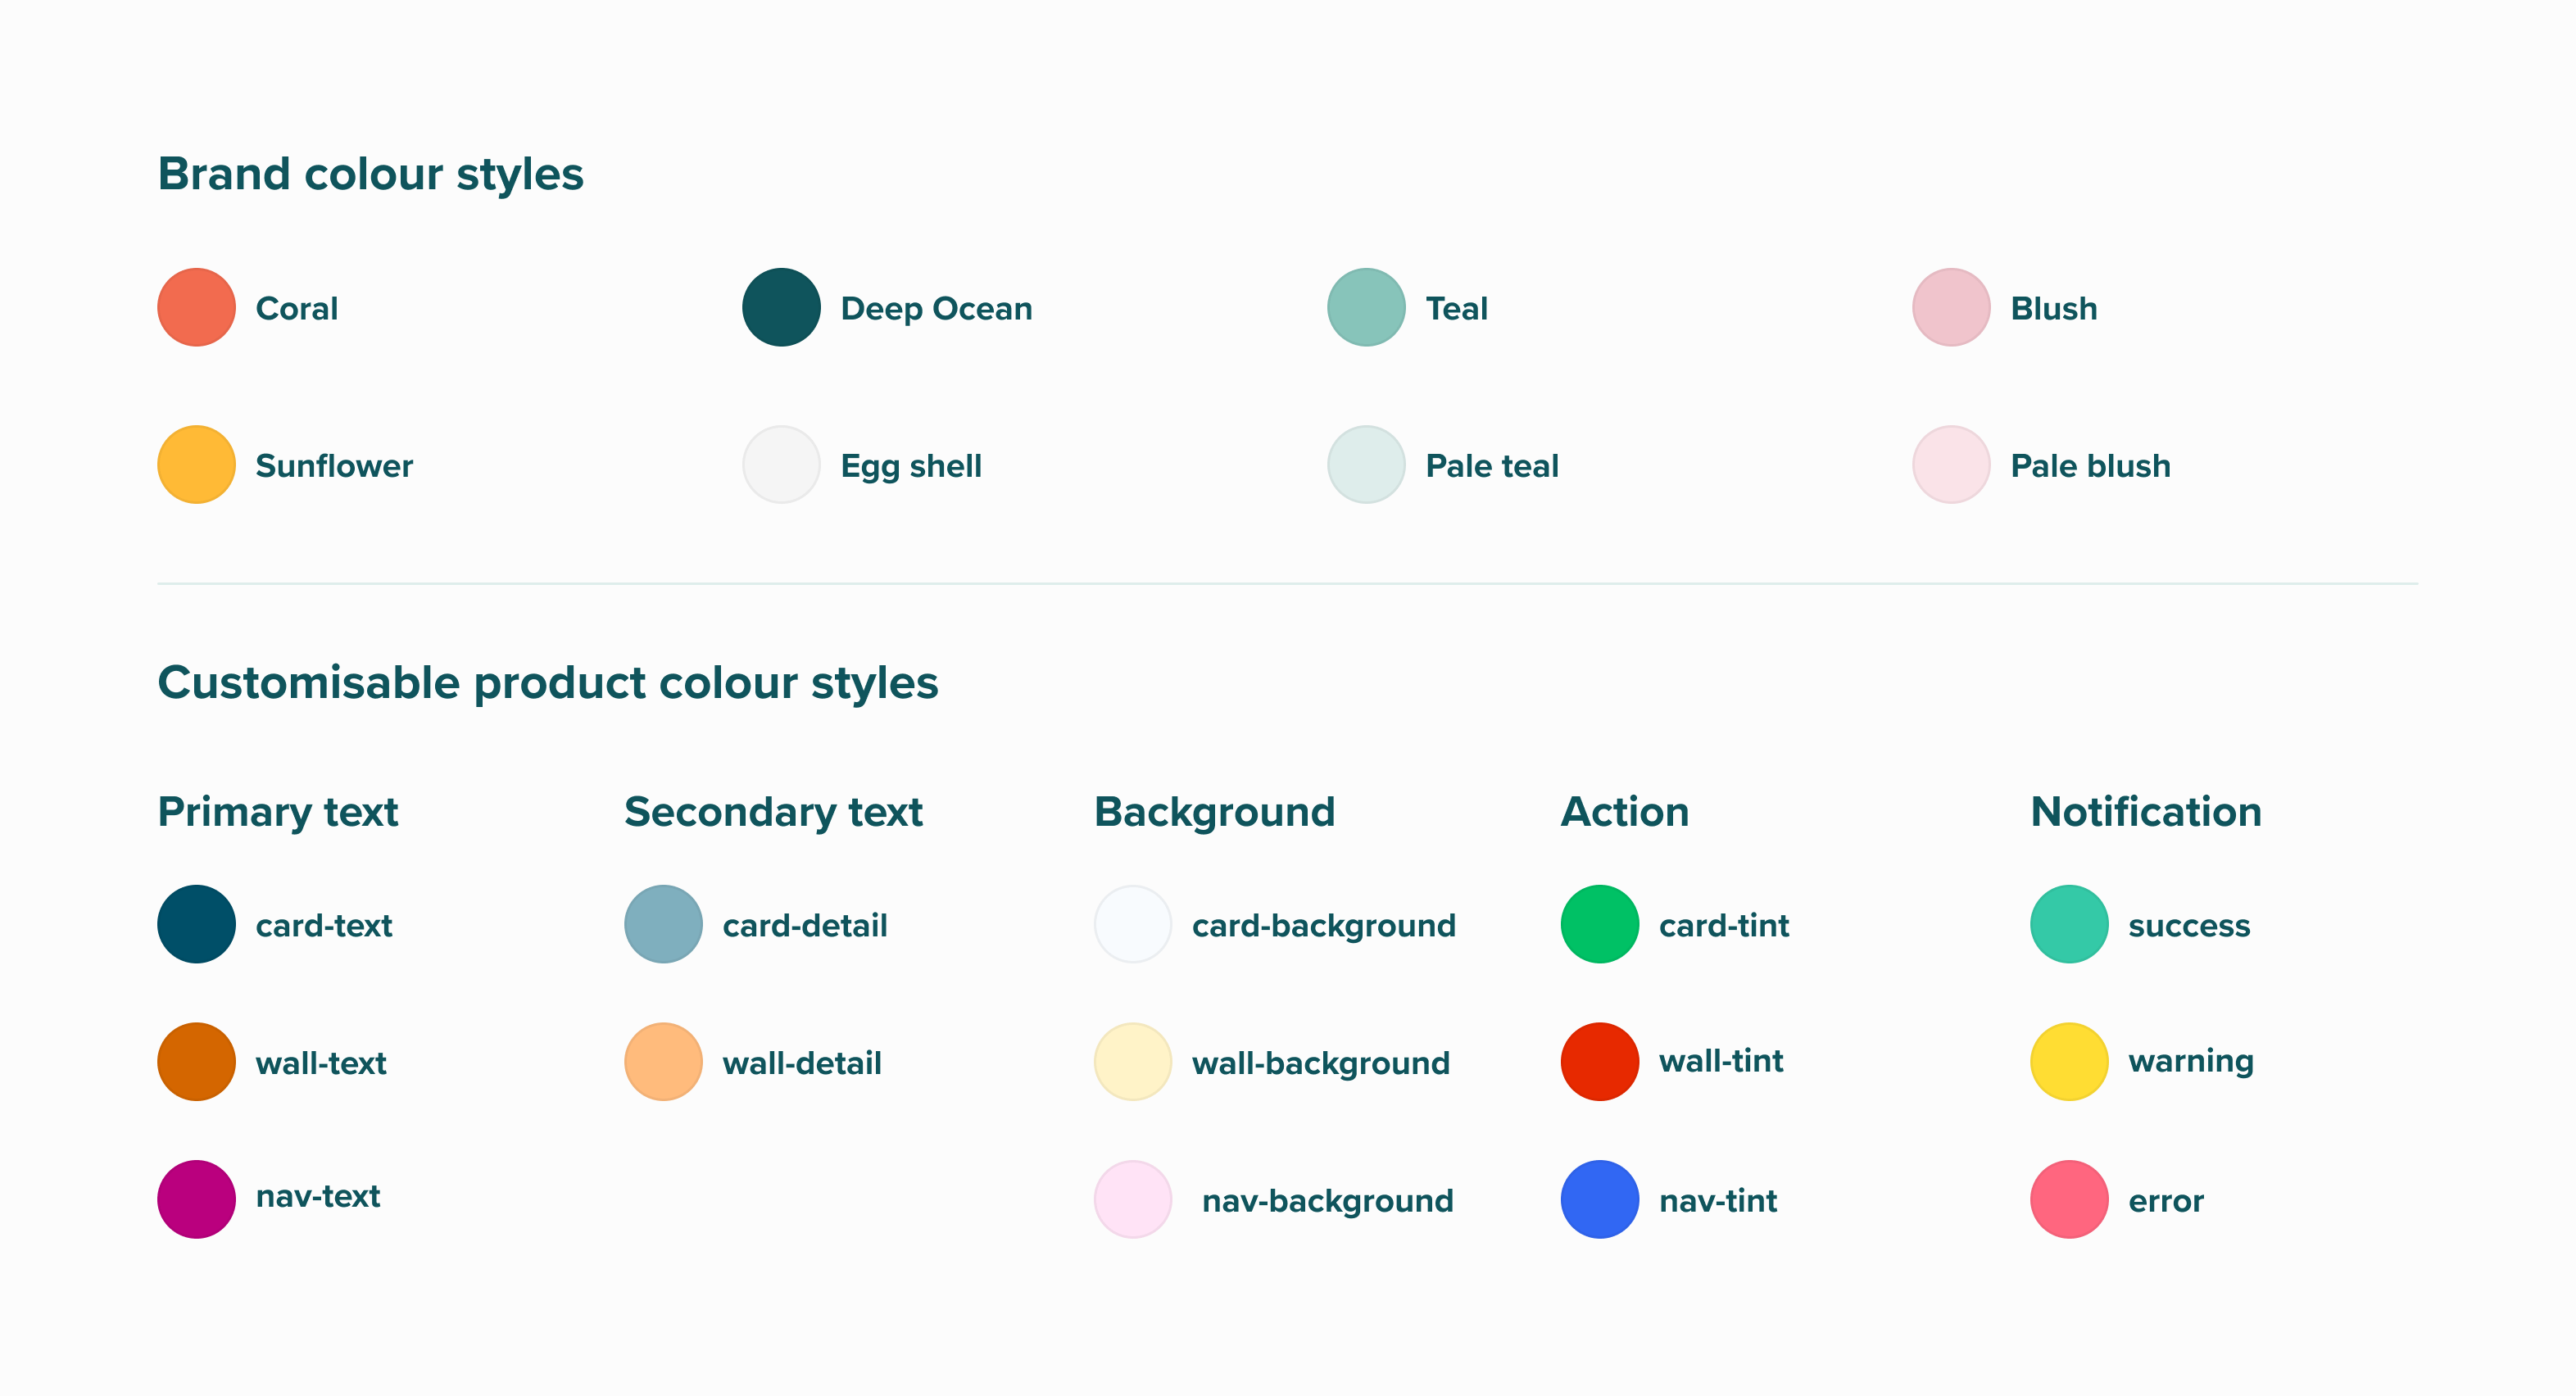 Brand colour styles
Coral
Deep Ocean
Teal
Blush
Sunflower
Egg shell
Pale teal
Pale blush
Customisable product colour styles
Primary text
Secondary text
Background
Action
Notification
card-text
card-detail
card-background
card-tint
success
wall-text
wall-detail
wall-background
wall-tint
warning
nav-text
nav-background
nav-tint
error